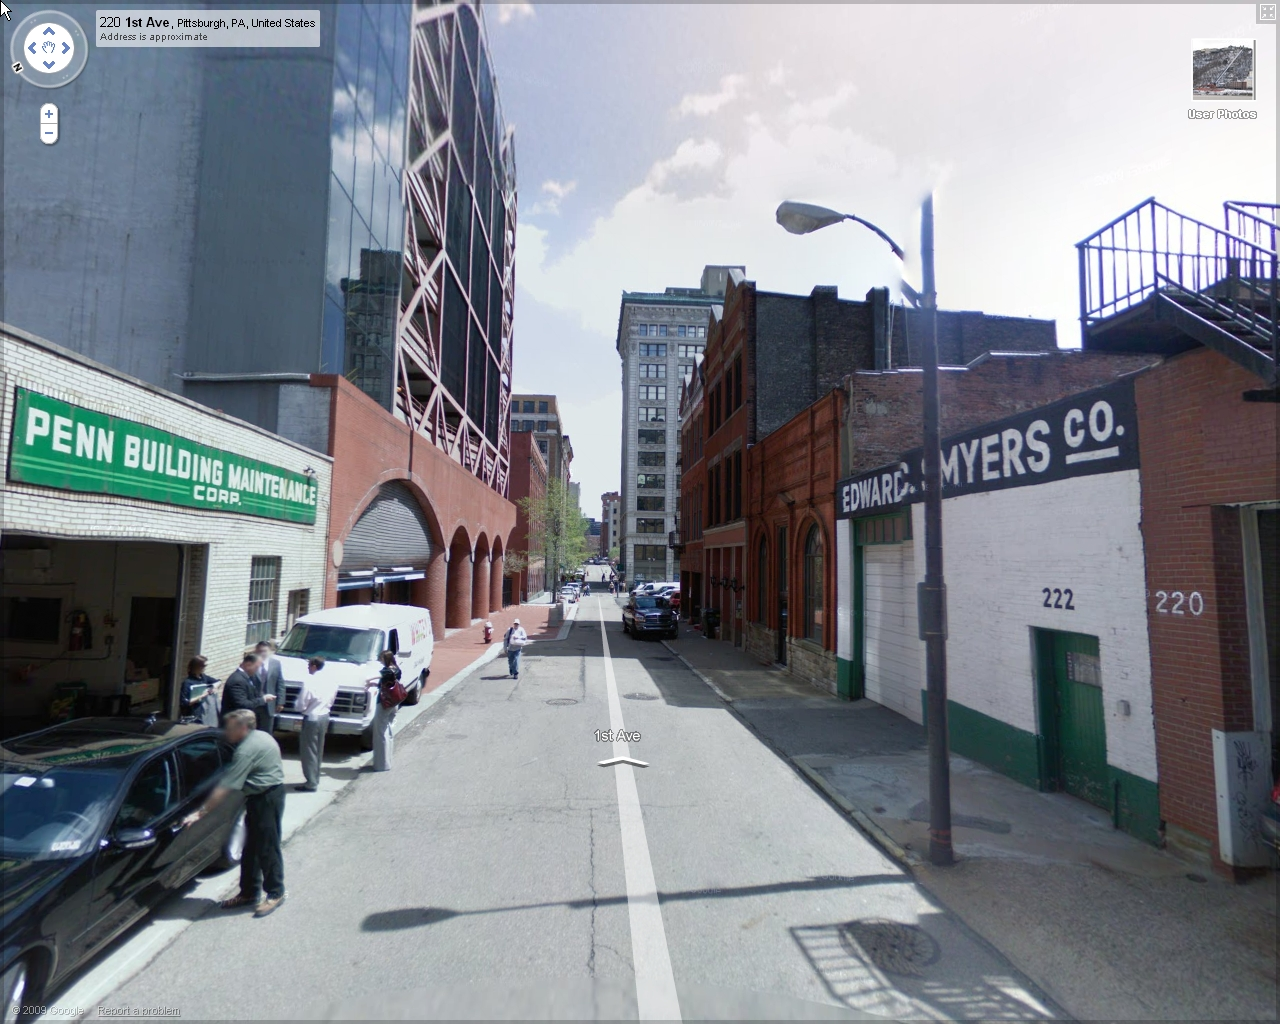 220 1st Ave, Pittsburgh, PA, United States
Address is approximate
N
User Photos
PENN BUILDING MAINTENANCE
CORP.
EDWARD MYERS CO.
222
220
1st Ave
© 2009 Google
Report a problem